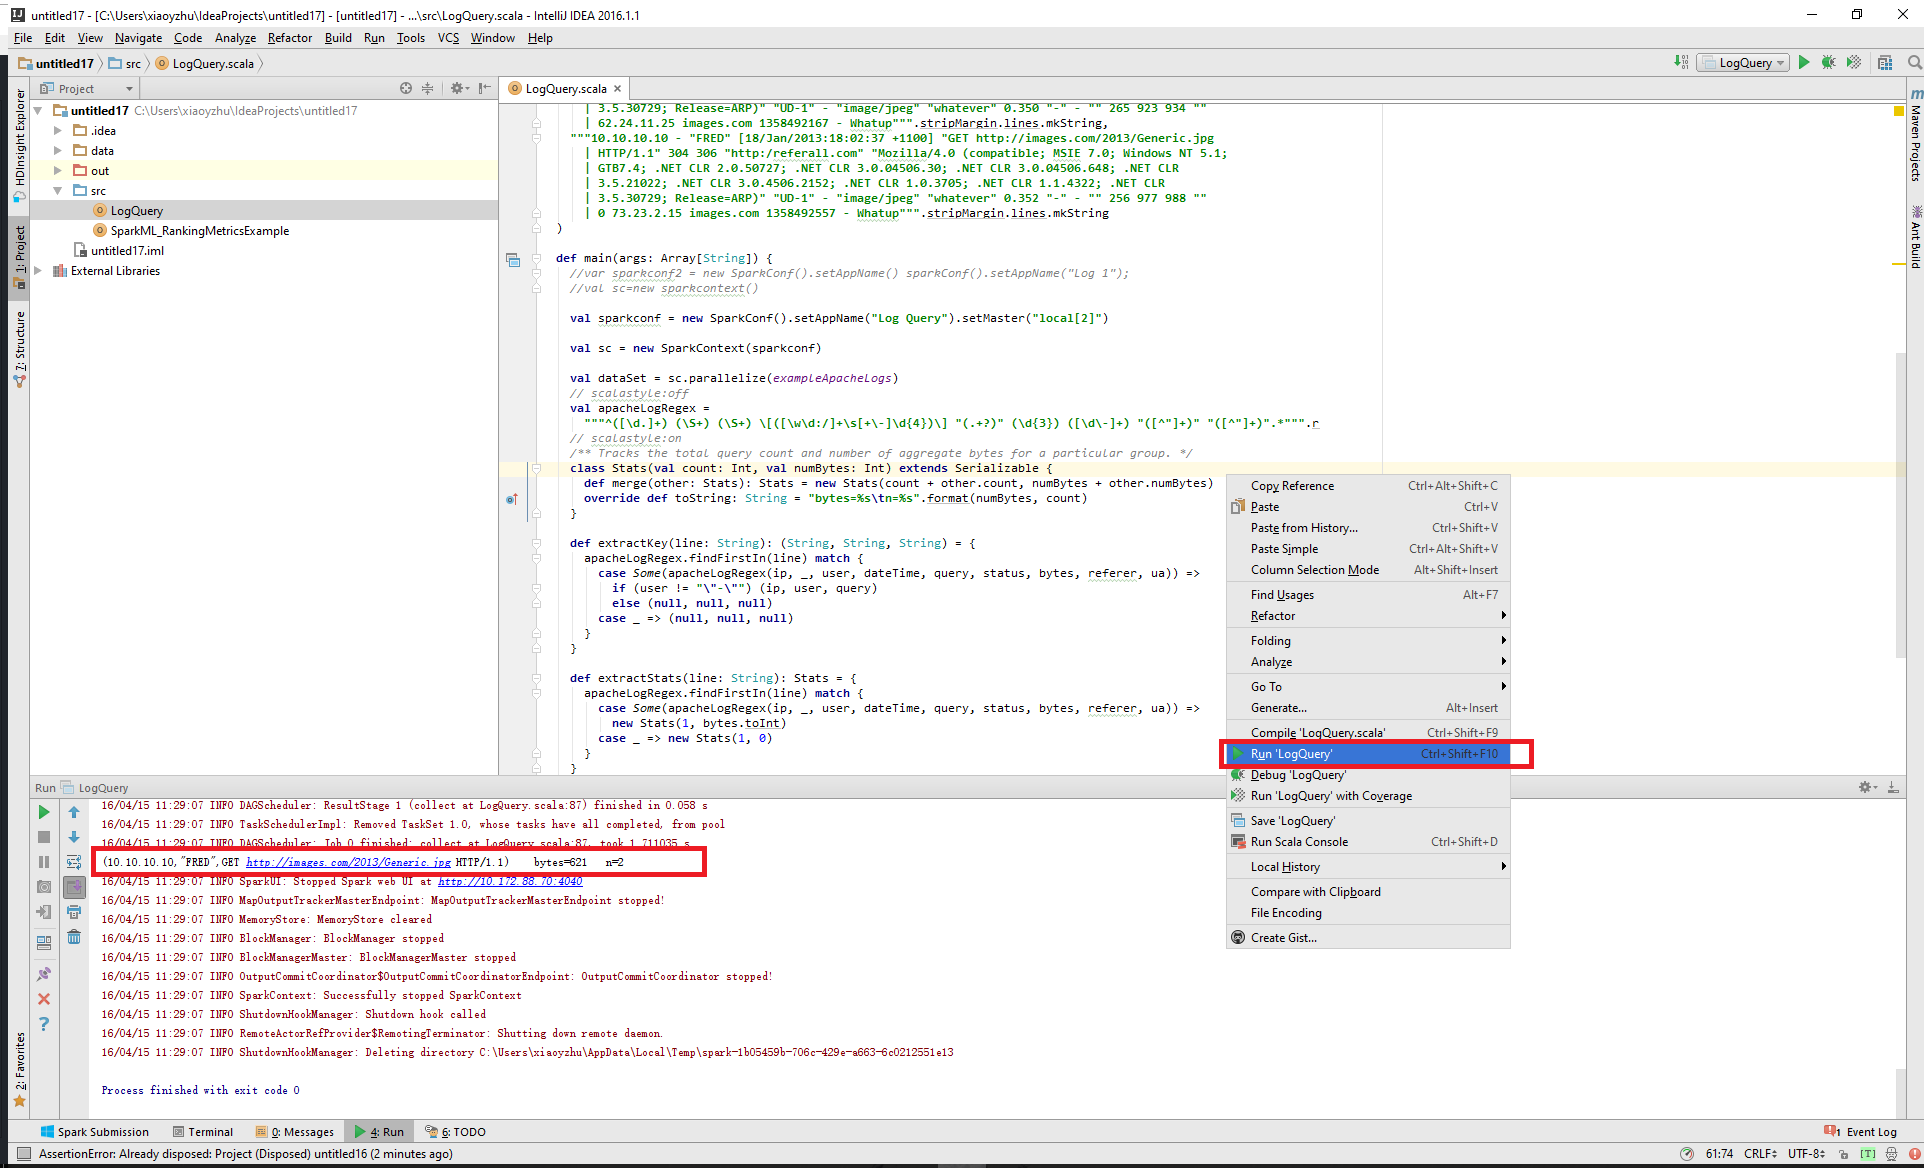 untitled17 - [C:\Users\xiaoyzhu\IdeaProjects\untitled17] - [untitled17] - ...\src\LogQuery.scala - IntelliJ IDEA 2016.1.1
File Edit View Navigate Code Analyze Refactor Build Run Tools VCS Window Help
untitled17 src LogQuery.scala
LogQuery
Project
LogQuery.scala
HDInsight Explorer
1: Project
7: Structure
2: Favorites
untitled17 C:\Users\xiaoyzhu\IdeaProjects\untitled17
.idea
data
out
src
LogQuery
SparkML_RankingMetricsExample
untitled17.iml
External Libraries
| 3.5.30729; Release=ARP)" "UD-1" - "image/jpeg" "whatever" 0.350 "-" - "" 265 923 934 ""
| 62.24.11.25 images.com 1358492167 - Whatup""".stripMargin.lines.mkString,
"""10.10.10.10 - "FRED" [18/Jan/2013:18:02:37 +1100] "GET http://images.com/2013/Generic.jpg
| HTTP/1.1" 304 306 "http:/referall.com" "Mozilla/4.0 (compatible; MSIE 7.0; Windows NT 5.1;
| GTB7.4; .NET CLR 2.0.50727; .NET CLR 3.0.04506.30; .NET CLR 3.0.04506.648; .NET CLR
| 3.5.21022; .NET CLR 3.0.4506.2152; .NET CLR 1.0.3705; .NET CLR 1.1.4322; .NET CLR
| 3.5.30729; Release=ARP)" "UD-1" - "image/jpeg" "whatever" 0.352 "-" - "" 256 977 988 ""
| 0 73.23.2.15 images.com 1358492557 - Whatup""".stripMargin.lines.mkString
)
def main(args: Array[String]) {
//var sparkconf2 = new SparkConf().setAppName() sparkConf().setAppName("Log 1");
//val sc=new sparkcontext()
val sparkconf = new SparkConf().setAppName("Log Query").setMaster("local[2]")
val sc = new SparkContext(sparkconf)
val dataSet = sc.parallelize(exampleApacheLogs)
// scalastyle:off
val apacheLogRegex =
"""^([\d.]+) (\S+) (\S+) \[([\w\d:/]+\s[+\-]\d{4})\] "(.+?)" (\d{3}) ([\d\-]+) "([^"]+)" "([^"]+)".*""".r
// scalastyle:on
/** Tracks the total query count and number of aggregate bytes for a particular group. */
class Stats(val count: Int, val numBytes: Int) extends Serializable {
def merge(other: Stats): Stats = new Stats(count + other.count, numBytes + other.numBytes)
override def toString: String = "bytes=%s\tn=%s".format(numBytes, count)
}
def extractKey(line: String): (String, String, String) = {
apacheLogRegex.findFirstIn(line) match {
case Some(apacheLogRegex(ip, _, user, dateTime, query, status, bytes, referer, ua)) =>
if (user != "\"-\"") (ip, user, query)
else (null, null, null)
case _ => (null, null, null)
}
}
def extractStats(line: String): Stats = {
apacheLogRegex.findFirstIn(line) match {
case Some(apacheLogRegex(ip, _, user, dateTime, query, status, bytes, referer, ua)) =>
new Stats(1, bytes.toInt)
case _ => new Stats(1, 0)
}
}
Copy Reference Ctrl+Alt+Shift+C
Paste Ctrl+V
Paste from History... Ctrl+Shift+V
Paste Simple Ctrl+Alt+Shift+V
Column Selection Mode Alt+Shift+Insert
Find Usages Alt+F7
Refactor
Folding
Analyze
Go To
Generate... Alt+Insert
Compile 'LogQuery.scala' Ctrl+Shift+F9
Run 'LogQuery' Ctrl+Shift+F10
Debug 'LogQuery'
Run 'LogQuery' with Coverage
Save 'LogQuery'
Run Scala Console Ctrl+Shift+D
Local History
Compare with Clipboard
File Encoding
Create Gist...
Maven Projects
Ant Build
Run LogQuery
16/04/15 11:29:07 INFO DAGScheduler: ResultStage 1 (collect at LogQuery.scala:87) finished in 0.058 s
16/04/15 11:29:07 INFO TaskSchedulerImpl: Removed TaskSet 1.0, whose tasks have all completed, from pool
16/04/15 11:29:07 INFO DAGScheduler: Job 0 finished: collect at LogQuery.scala:87, took 1.711035 s
(10.10.10.10,"FRED",GET http://images.com/2013/Generic.jpg HTTP/1.1) bytes=621 n=2
16/04/15 11:29:07 INFO SparkUI: Stopped Spark web UI at http://10.172.88.70:4040
16/04/15 11:29:07 INFO MapOutputTrackerMasterEndpoint: MapOutputTrackerMasterEndpoint stopped!
16/04/15 11:29:07 INFO MemoryStore: MemoryStore cleared
16/04/15 11:29:07 INFO BlockManager: BlockManager stopped
16/04/15 11:29:07 INFO BlockManagerMaster: BlockManagerMaster stopped
16/04/15 11:29:07 INFO OutputCommitCoordinator$OutputCommitCoordinatorEndpoint: OutputCommitCoordinator stopped!
16/04/15 11:29:07 INFO SparkContext: Successfully stopped SparkContext
16/04/15 11:29:07 INFO ShutdownHookManager: Shutdown hook called
16/04/15 11:29:07 INFO RemoteActorRefProvider$RemotingTerminator: Shutting down remote daemon.
16/04/15 11:29:07 INFO ShutdownHookManager: Deleting directory C:\Users\xiaoyzhu\AppData\Local\Temp\spark-1b05459b-706c-429e-a663-6c0212551e13
Process finished with exit code 0
Spark Submission Terminal 0: Messages 4: Run 6: TODO 1 Event Log
AssertionError: Already disposed: Project (Disposed) untitled16 (2 minutes ago) 61:74 CRLF UTF-8 [T]